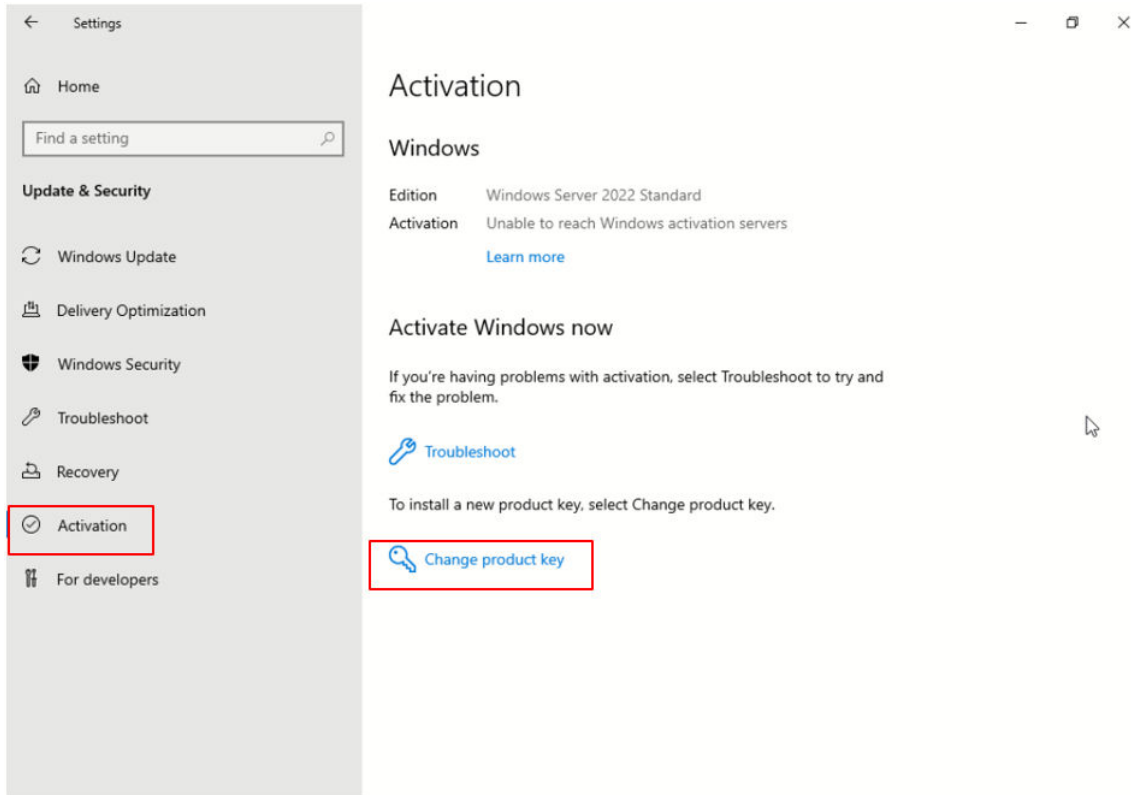 Settings
Home
Find a setting
Update & Security
Windows Update
Delivery Optimization
Windows Security
Troubleshoot
Recovery
Activation
For developers
Activation
Windows
Edition Windows Server 2022 Standard
Activation Unable to reach Windows activation servers
Learn more
Activate Windows now
If you're having problems with activation, select Troubleshoot to try and
fix the problem.
Troubleshoot
To install a new product key, select Change product key.
Change product key